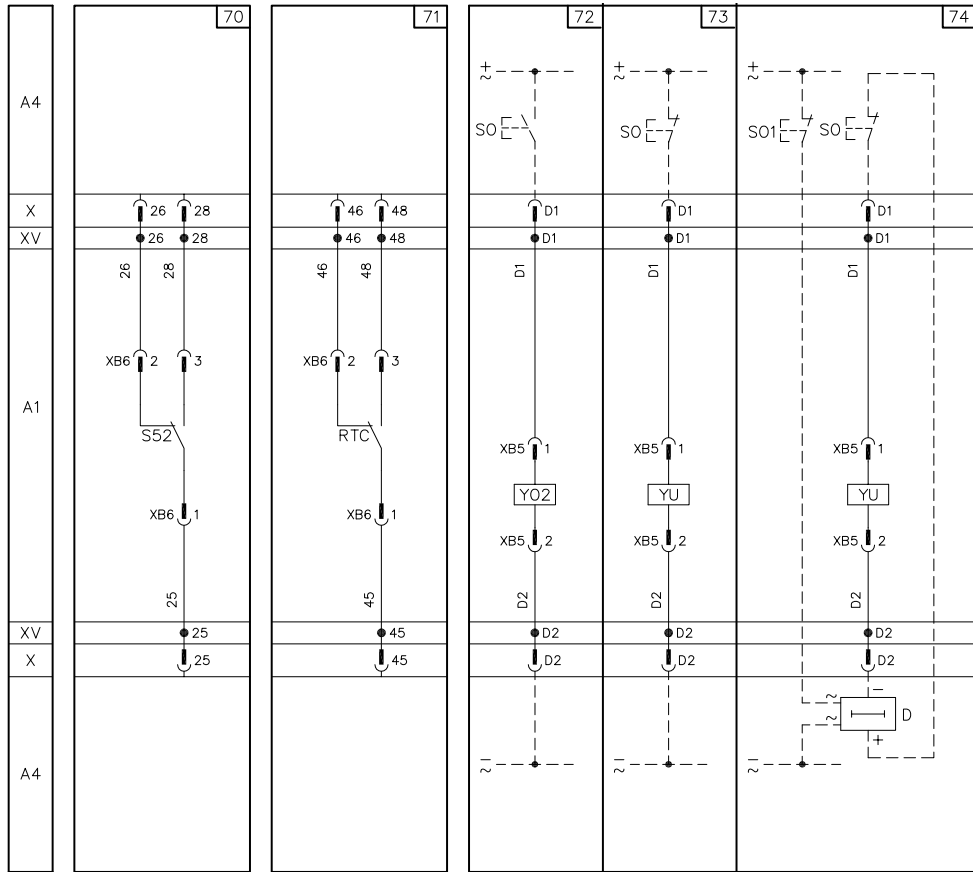 70 71 72 73 74
+ + +
~ ~ ~
A4
SO SO SO1 SO
X 26 28 46 48 D1 D1 D1
XV 26 28 46 48 D1 D1 D1
26 28 46 48 D1 D1 D1
XB6 2 3 XB6 2 3
A1
S52 RTC XB5 1 XB5 1 XB5 1
YO2 YU YU
XB6 1 XB6 1
XB5 2 XB5 2 XB5 2
25 45 D2 D2 D2
XV 25 45 D2 D2 D2
X 25 45 D2 D2 D2
~ −
~ D
+
A4
− − −
~ ~ ~